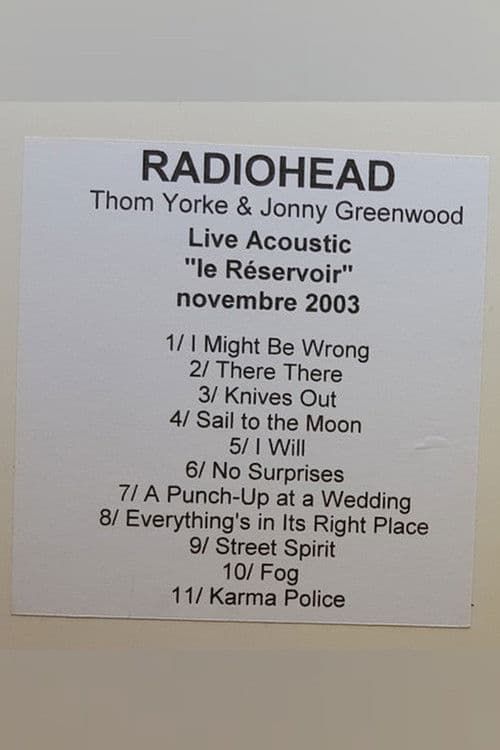 RADIOHEAD
Thom Yorke & Jonny Greenwood
Live Acoustic
"le Réservoir"
novembre 2003
1/ I Might Be Wrong
2/ There There
3/ Knives Out
4/ Sail to the Moon
5/ I Will
6/ No Surprises
7/ A Punch-Up at a Wedding
8/ Everything's in Its Right Place
9/ Street Spirit
10/ Fog
11/ Karma Police